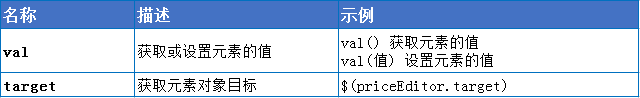 名称 描述 示例
val 获取或设置元素的值 val() 获取元素的值
val(值) 设置元素的值
target 获取元素对象目标 $(priceEditor.target)